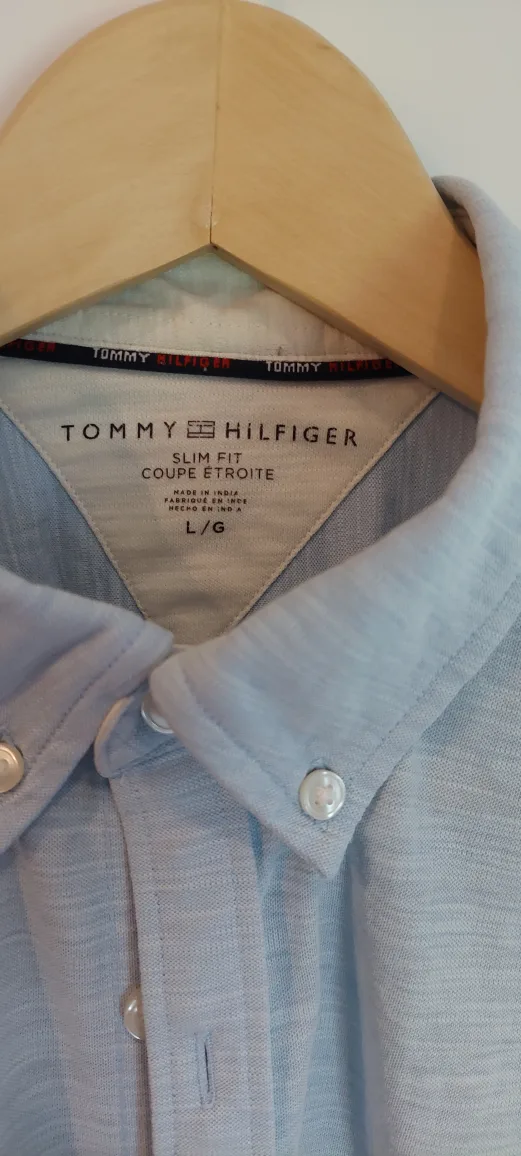 HILFIGER TOMMY HILFIGER TOMMY HILFIGER
TOMMY HILFIGER
SLIM FIT
COUPE ÉTROITE
MADE IN INDIA
FABRIQUÉ EN INDE
HECHO EN INDIA
L/G